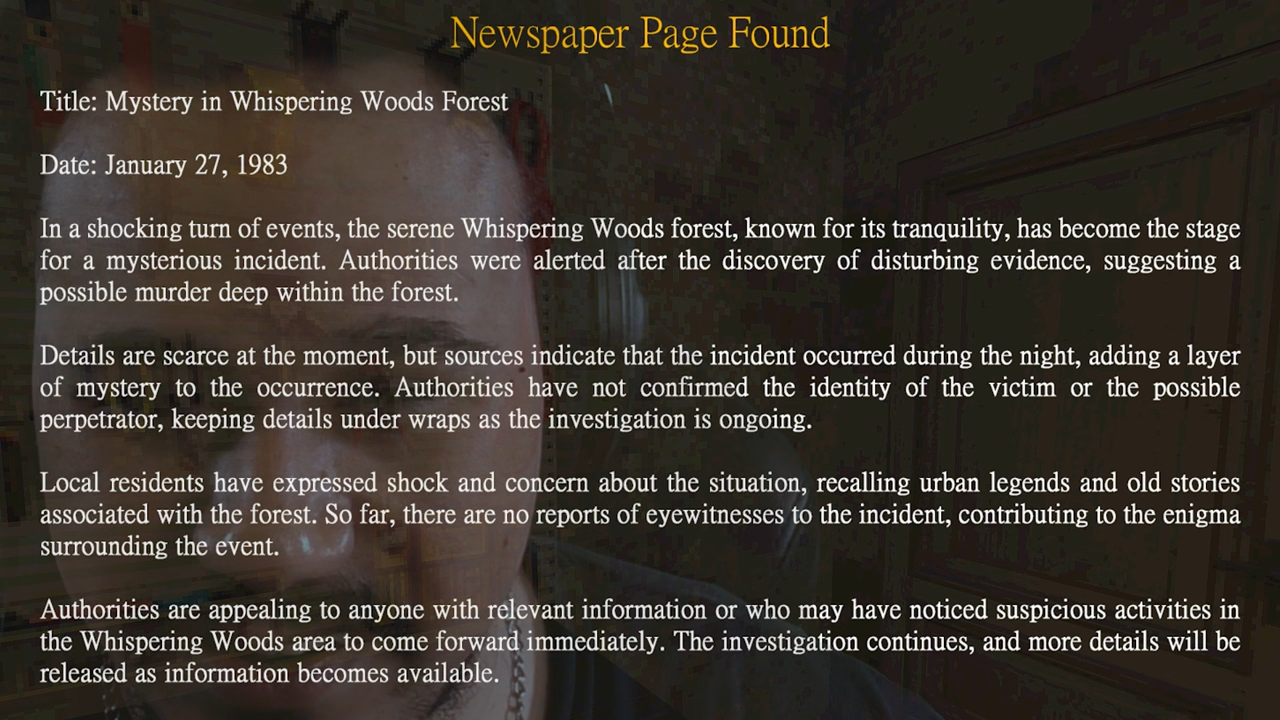 Newspaper Page Found
Title: Mystery in Whispering Woods Forest
Date: January 27, 1983
In a shocking turn of events, the serene Whispering Woods forest, known for its tranquility, has become the stage
for a mysterious incident. Authorities were alerted after the discovery of disturbing evidence, suggesting a
possible murder deep within the forest.
Details are scarce at the moment, but sources indicate that the incident occurred during the night, adding a layer
of mystery to the occurrence. Authorities have not confirmed the identity of the victim or the possible
perpetrator, keeping details under wraps as the investigation is ongoing.
Local residents have expressed shock and concern about the situation, recalling urban legends and old stories
associated with the forest. So far, there are no reports of eyewitnesses to the incident, contributing to the enigma
surrounding the event.
Authorities are appealing to anyone with relevant information or who may have noticed suspicious activities in
the Whispering Woods area to come forward immediately. The investigation continues, and more details will be
released as information becomes available.